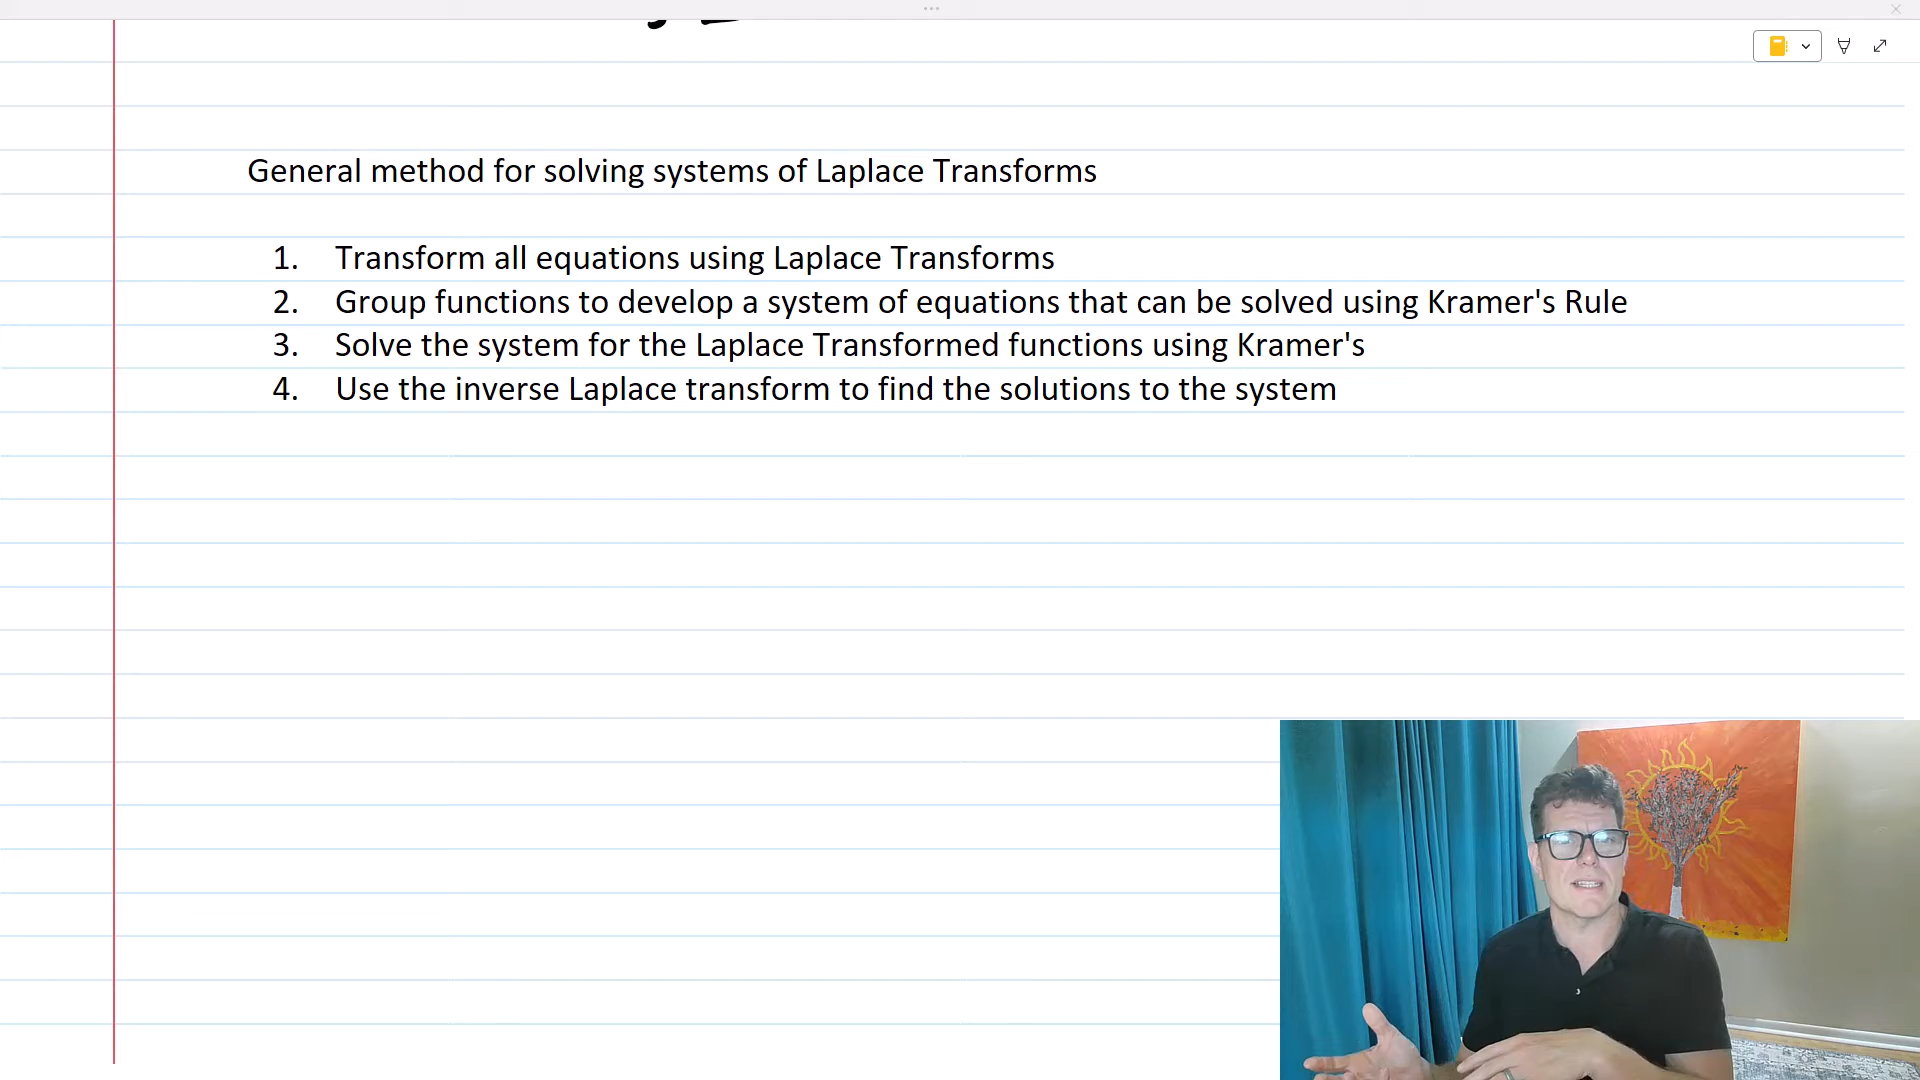 General method for solving systems of Laplace Transforms
1. Transform all equations using Laplace Transforms
2. Group functions to develop a system of equations that can be solved using Kramer's Rule
3. Solve the system for the Laplace Transformed functions using Kramer's
4. Use the inverse Laplace transform to find the solutions to the system